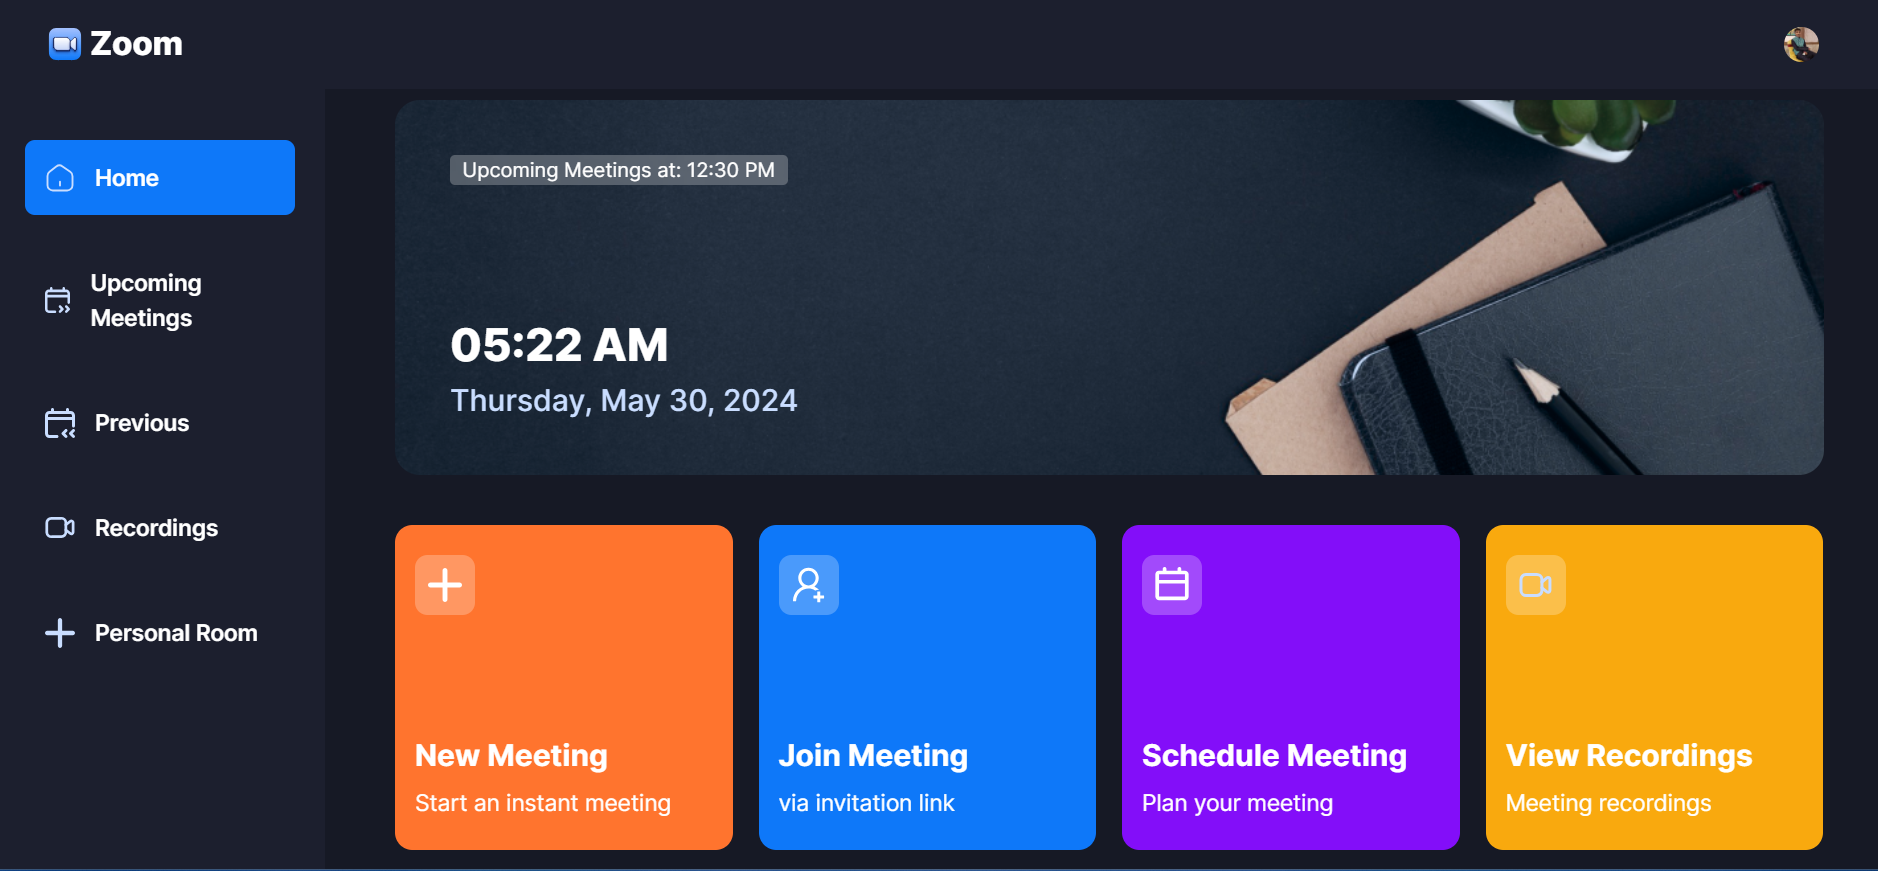 Zoom
Home
Upcoming
Meetings
Previous
Recordings
Personal Room
Upcoming Meetings at: 12:30 PM
05:22 AM
Thursday, May 30, 2024
New Meeting
Start an instant meeting
Join Meeting
via invitation link
Schedule Meeting
Plan your meeting
View Recordings
Meeting recordings